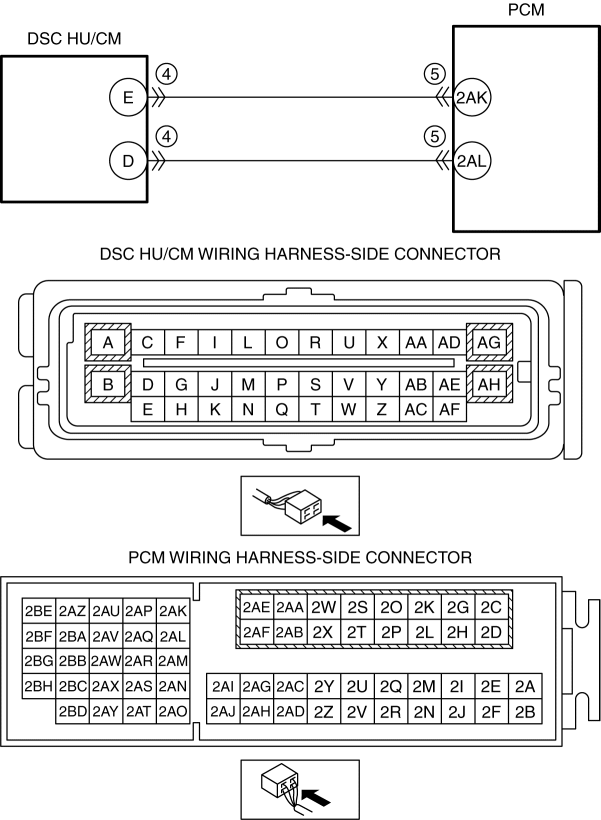 PCM
DSC HU/CM
4 5
E 2AK
4 5
D 2AL
DSC HU/CM WIRING HARNESS-SIDE CONNECTOR
A C F I L O R U X AA AD AG
B D G J M P S V Y AB AE AH
E H K N Q T W Z AC AF
PCM WIRING HARNESS-SIDE CONNECTOR
2BE 2AZ 2AU 2AP 2AK 2AE 2AA 2W 2S 2O 2K 2G 2C
2BF 2BA 2AV 2AQ 2AL 2AF 2AB 2X 2T 2P 2L 2H 2D
2BG 2BB 2AW 2AR 2AM
2BH 2BC 2AX 2AS 2AN 2AI 2AG 2AC 2Y 2U 2Q 2M 2I 2E 2A
2BD 2AY 2AT 2AO 2AJ 2AH 2AD 2Z 2V 2R 2N 2J 2F 2B